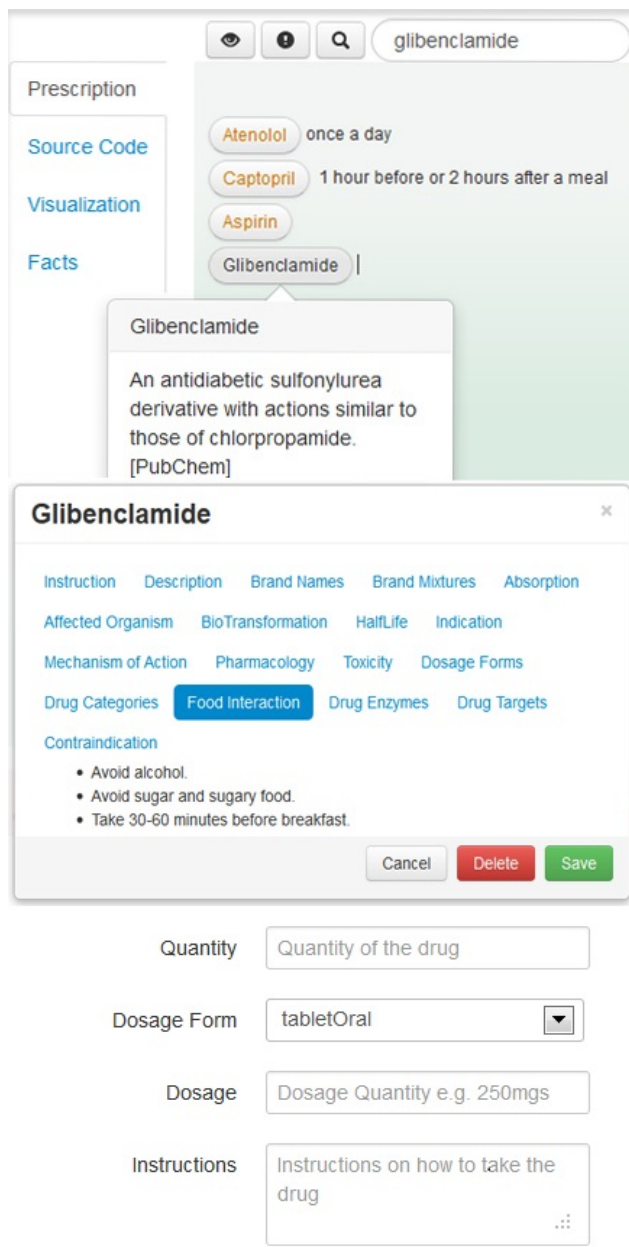 glibenclamide
Prescription
Source Code
Visualization
Facts
Atenolol once a day
Captopril 1 hour before or 2 hours after a meal
Aspirin
Glibenclamide
Glibenclamide
An antidiabetic sulfonylurea
derivative with actions similar to
those of chlorpropamide.
[PubChem]
Glibenclamide ×
Instruction Description Brand Names Brand Mixtures Absorption
Affected Organism BioTransformation HalfLife Indication
Mechanism of Action Pharmacology Toxicity Dosage Forms
Drug Categories Food Interaction Drug Enzymes Drug Targets
Contraindication
• Avoid alcohol.
• Avoid sugar and sugary food.
• Take 30-60 minutes before breakfast.
Cancel Delete Save
Quantity Quantity of the drug
Dosage Form tabletOral
Dosage Dosage Quantity e.g. 250mgs
Instructions Instructions on how to take the
drug